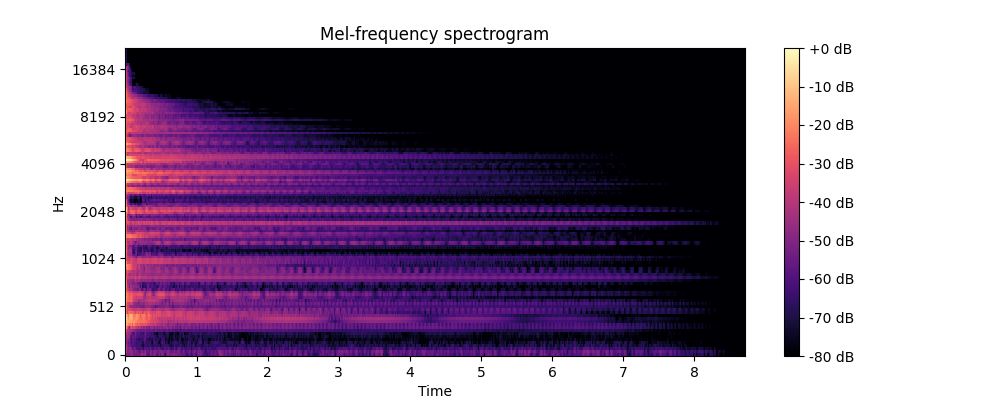 Mel-frequency spectrogram
16384
8192
4096
2048
1024
512
0
Hz
0 1 2 3 4 5 6 7 8
Time
+0 dB
-10 dB
-20 dB
-30 dB
-40 dB
-50 dB
-60 dB
-70 dB
-80 dB